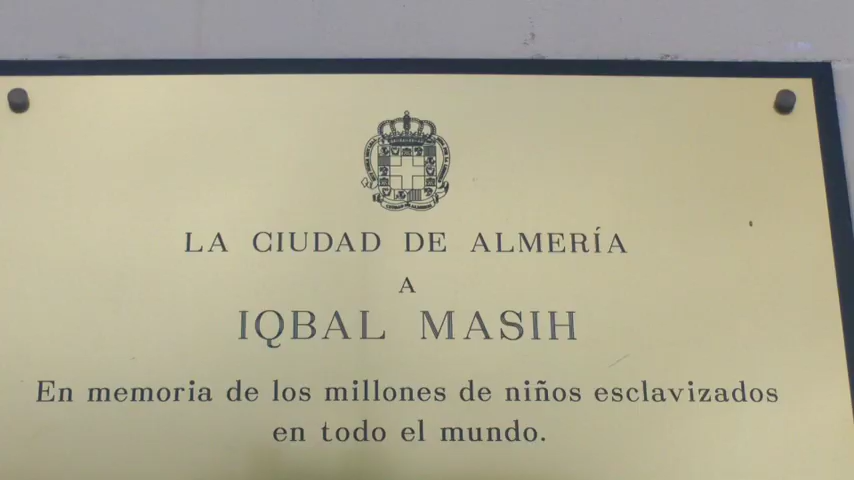 LA CIUDAD DE ALMERÍA
A
IQBAL MASIH
En memoria de los millones de niños esclavizados
en todo el mundo.